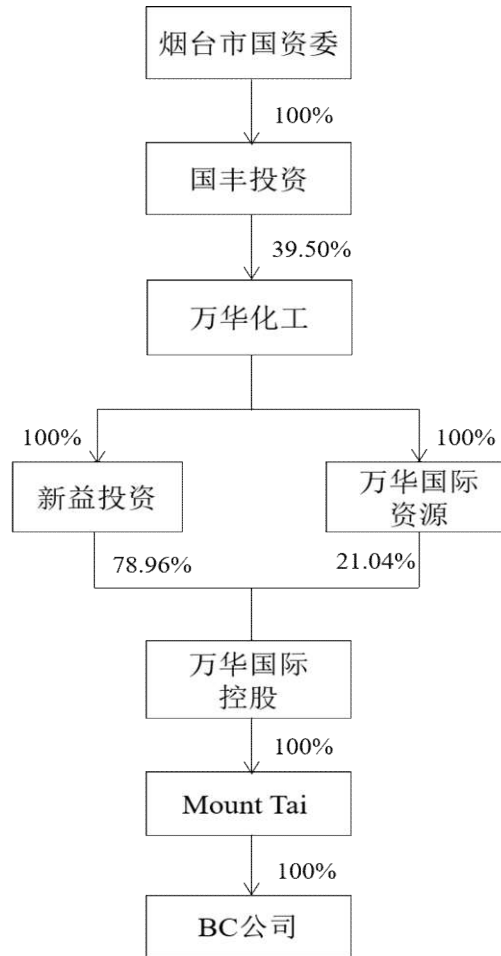 烟台市国资委
100%
国丰投资
39.50%
万华化工
100%
100%
新益投资
万华国际
资源
78.96%
21.04%
万华国际
控股
100%
Mount Tai
100%
BC公司